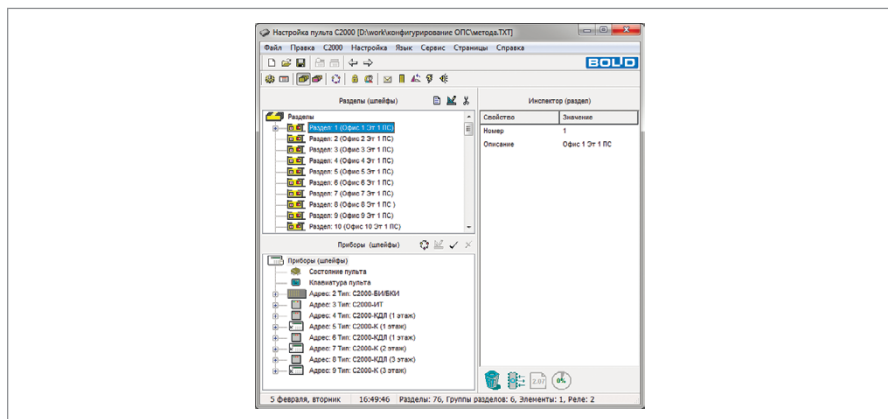 Настройка пульта С2000 [D:\work\конфигурирование ОПС\метода.TXT]
Файл Правка С2000 Настройка Язык Сервис Страницы Справка
BOLID
Разделы (шлейфы)
Инспектор (раздел)
Разделы
Свойство Значение
Раздел: 1 (Офис 1 Эт 1 ПС)
Номер 1
Раздел: 2 (Офис 2 Эт 1 ПС)
Описание Офис 1 Эт 1 ПС
Раздел: 3 (Офис 3 Эт 1 ПС)
Раздел: 4 (Офис 4 Эт 1 ПС)
Раздел: 5 (Офис 5 Эт 1 ПС)
Раздел: 6 (Офис 6 Эт 1 ПС)
Раздел: 7 (Офис 7 Эт 1 ПС)
Раздел: 8 (Офис 8 Эт 1 ПС )
Раздел: 9 (Офис 9 Эт 1 ПС)
Раздел: 10 (Офис 10 Эт 1 ПС)
Приборы (шлейфы)
Приборы (шлейфы)
Состояние пульта
Клавиатура пульта
Адрес: 2 Тип: С2000-БИ/БКИ
Адрес: 3 Тип: С2000-ИТ
Адрес: 4 Тип: С2000-КДЛ (1 этаж)
Адрес: 5 Тип: С2000-К (1 этаж)
Адрес: 6 Тип: С2000-КДЛ (1 этаж)
Адрес: 7 Тип: С2000-К (2 этаж)
Адрес: 8 Тип: С2000-КДЛ (3 этаж)
Адрес: 9 Тип: С2000-К (3 этаж)
2.07
5 февраля, вторник 16:49:46 Разделы: 76, Группы разделов: 6, Элементы: 1, Реле: 2